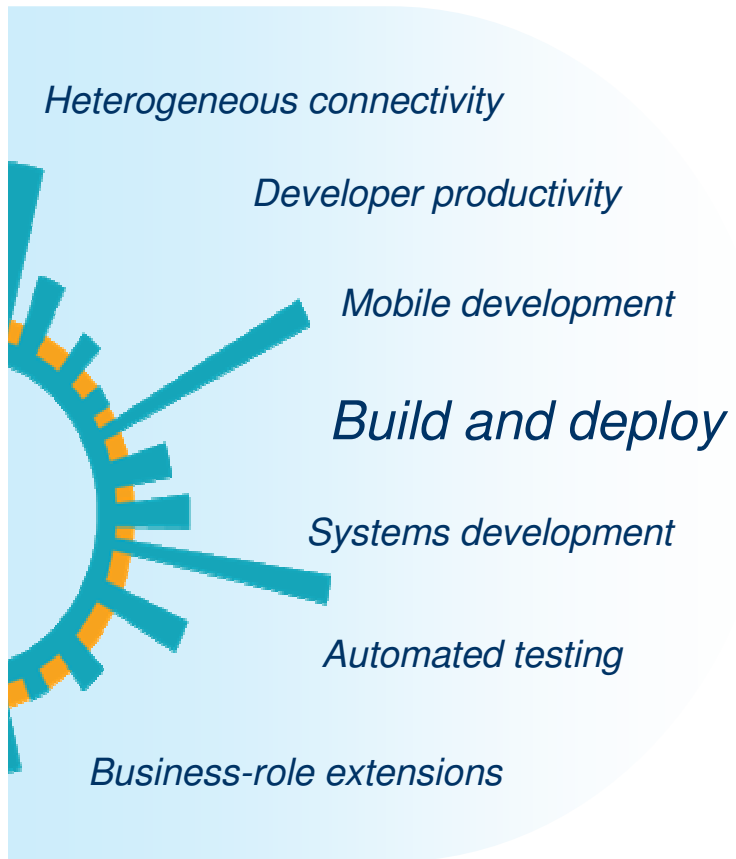 Heterogeneous connectivity
Developer productivity
Mobile development
Build and deploy
Systems development
Automated testing
Business-role extensions